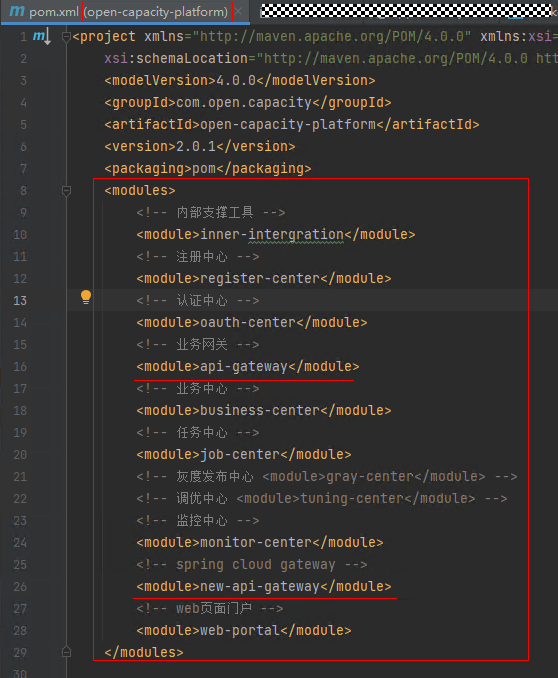 pom.xml (open-capacity-platform)
1 <project xmlns="http://maven.apache.org/POM/4.0.0" xmlns:xsi=
2 xsi:schemaLocation="http://maven.apache.org/POM/4.0.0 htt
3 <modelVersion>4.0.0</modelVersion>
4 <groupId>com.open.capacity</groupId>
5 <artifactId>open-capacity-platform</artifactId>
6 <version>2.0.1</version>
7 <packaging>pom</packaging>
8 <modules>
9 <!-- 内部支撑工具 -->
10 <module>inner-intergration</module>
11 <!-- 注册中心 -->
12 <module>register-center</module>
13 <!-- 认证中心 -->
14 <module>oauth-center</module>
15 <!-- 业务网关 -->
16 <module>api-gateway</module>
17 <!-- 业务中心 -->
18 <module>business-center</module>
19 <!-- 任务中心 -->
20 <module>job-center</module>
21 <!-- 灰度发布中心 <module>gray-center</module> -->
22 <!-- 调优中心 <module>tuning-center</module> -->
23 <!-- 监控中心 -->
24 <module>monitor-center</module>
25 <!-- spring cloud gateway -->
26 <module>new-api-gateway</module>
27 <!-- web页面门户 -->
28 <module>web-portal</module>
29 </modules>
30